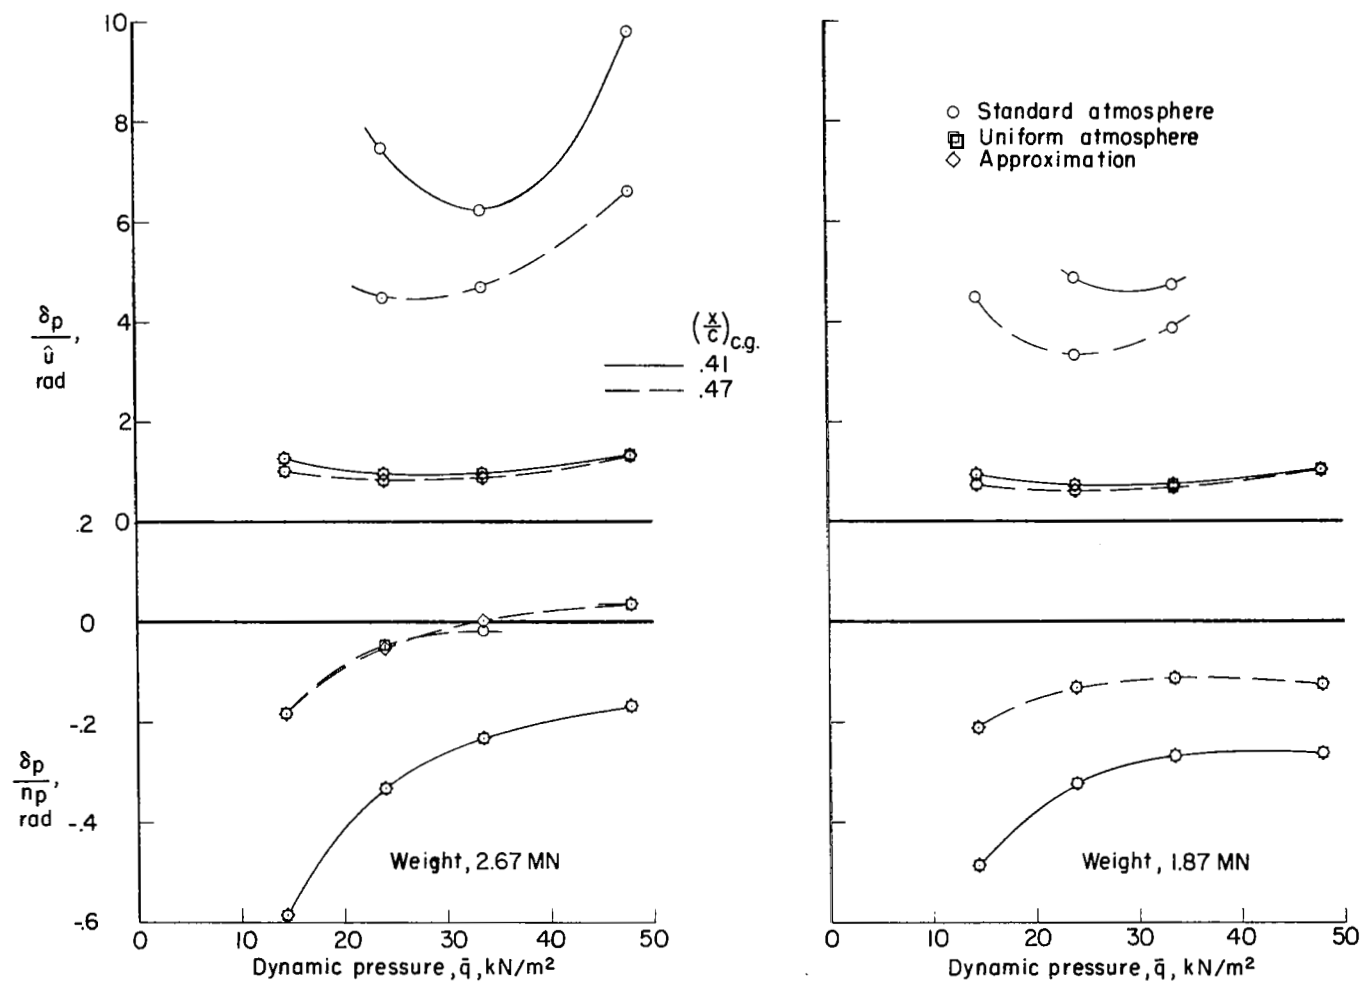 10
8
6
4
2
0
δp/û, rad
.2
0
-.2
-.4
-.6
δp/n̄p, rad
(x/c)c.g.
.41
.47
Weight, 2.67 MN
0 10 20 30 40 50
Dynamic pressure, q̄, kN/m²
Standard atmosphere
Uniform atmosphere
Approximation
Weight, 1.87 MN
0 10 20 30 40 50
Dynamic pressure, q̄, kN/m²